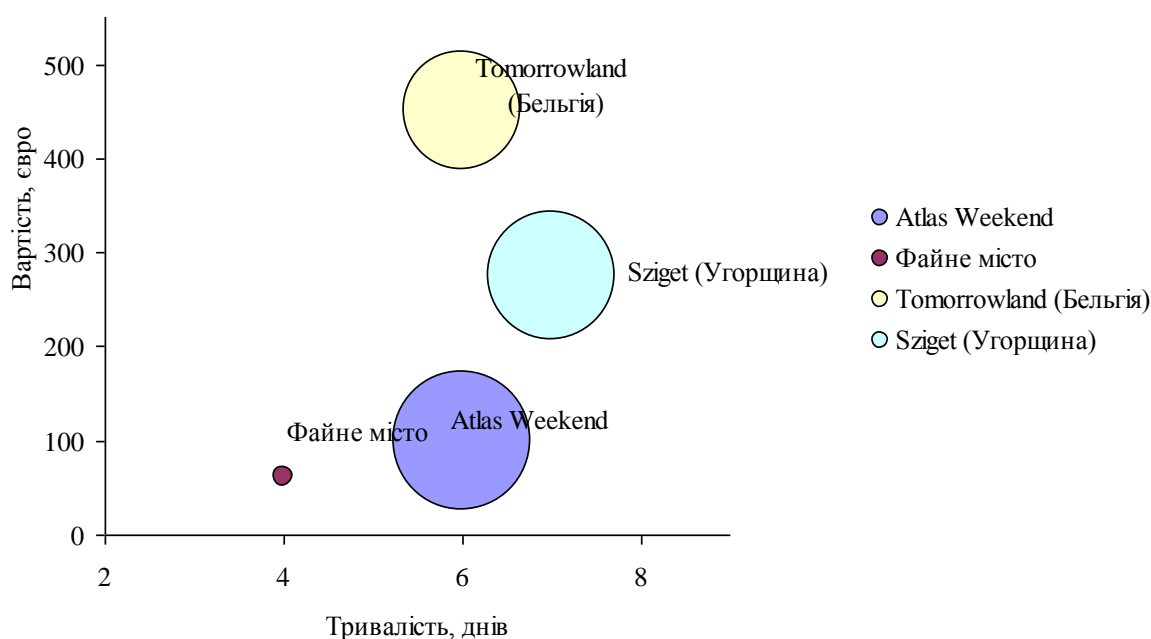 500
400
300
200
100
0
Вартість, євро
Tomorrowland
(Бельгія)
Sziget (Угорщина)
Atlas Weekend
Файне місто
2
4
6
8
Тривалість, днів
Atlas Weekend
Файне місто
Tomorrowland (Бельгія)
Sziget (Угорщина)